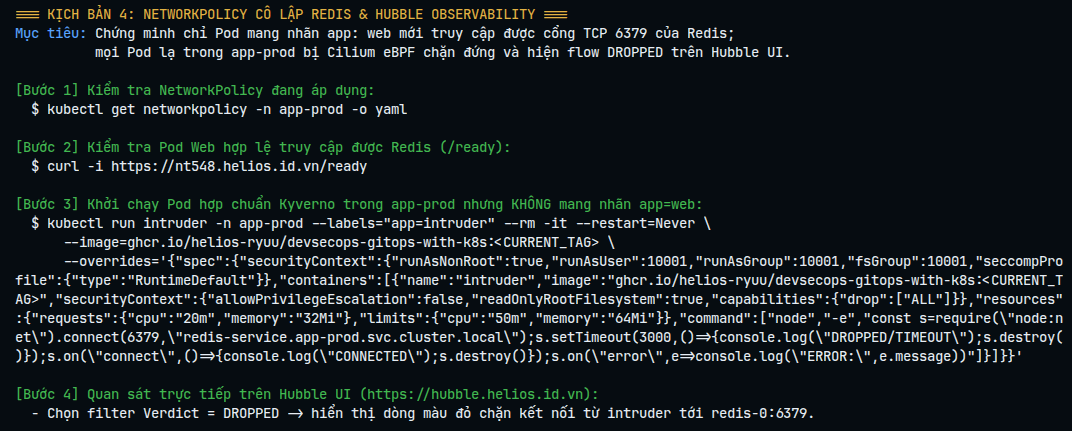 === KỊCH BẢN 4: NETWORKPOLICY CÔ LẬP REDIS & HUBBLE OBSERVABILITY ===
Mục tiêu: Chứng minh chỉ Pod mang nhãn app: web mới truy cập được cổng TCP 6379 của Redis;
mọi Pod lạ trong app-prod bị Cilium eBPF chặn đứng và hiện flow DROPPED trên Hubble UI.
[Bước 1] Kiểm tra NetworkPolicy đang áp dụng:
$ kubectl get networkpolicy -n app-prod -o yaml
[Bước 2] Kiểm tra Pod Web hợp lệ truy cập được Redis (/ready):
$ curl -i https://nt548.helios.id.vn/ready
[Bước 3] Khởi chạy Pod hợp chuẩn Kyverno trong app-prod nhưng KHÔNG mang nhãn app=web:
$ kubectl run intruder -n app-prod --labels="app=intruder" --rm -it --restart=Never \
--image=ghcr.io/helios-ryuu/devsecops-gitops-with-k8s:<CURRENT_TAG> \
--overrides='{"spec":{"securityContext":{"runAsNonRoot":true,"runAsUser":10001,"runAsGroup":10001,"fsGroup":10001,"seccompPro
file":{"type":"RuntimeDefault"}},"containers":[{"name":"intruder","image":"ghcr.io/helios-ryuu/devsecops-gitops-with-k8s:<CURRENT_T
AG>","securityContext":{"allowPrivilegeEscalation":false,"readOnlyRootFilesystem":true,"capabilities":{"drop":["ALL"]}},"resources"
:{"requests":{"cpu":"20m","memory":"32Mi"},"limits":{"cpu":"50m","memory":"64Mi"}},"command":["node","-e","const s=require(\"node:n
et\").connect(6379,\"redis-service.app-prod.svc.cluster.local\");s.setTimeout(3000,()=>{console.log(\"DROPPED/TIMEOUT\");s.destroy(
)});s.on(\"connect\",()=>{console.log(\"CONNECTED\");s.destroy()});s.on(\"error\",e=>console.log(\"ERROR:\",e.message))"]}]}}'
[Bước 4] Quan sát trực tiếp trên Hubble UI (https://hubble.helios.id.vn):
- Chọn filter Verdict = DROPPED -> hiển thị dòng màu đỏ chặn kết nối từ intruder tới redis-0:6379.